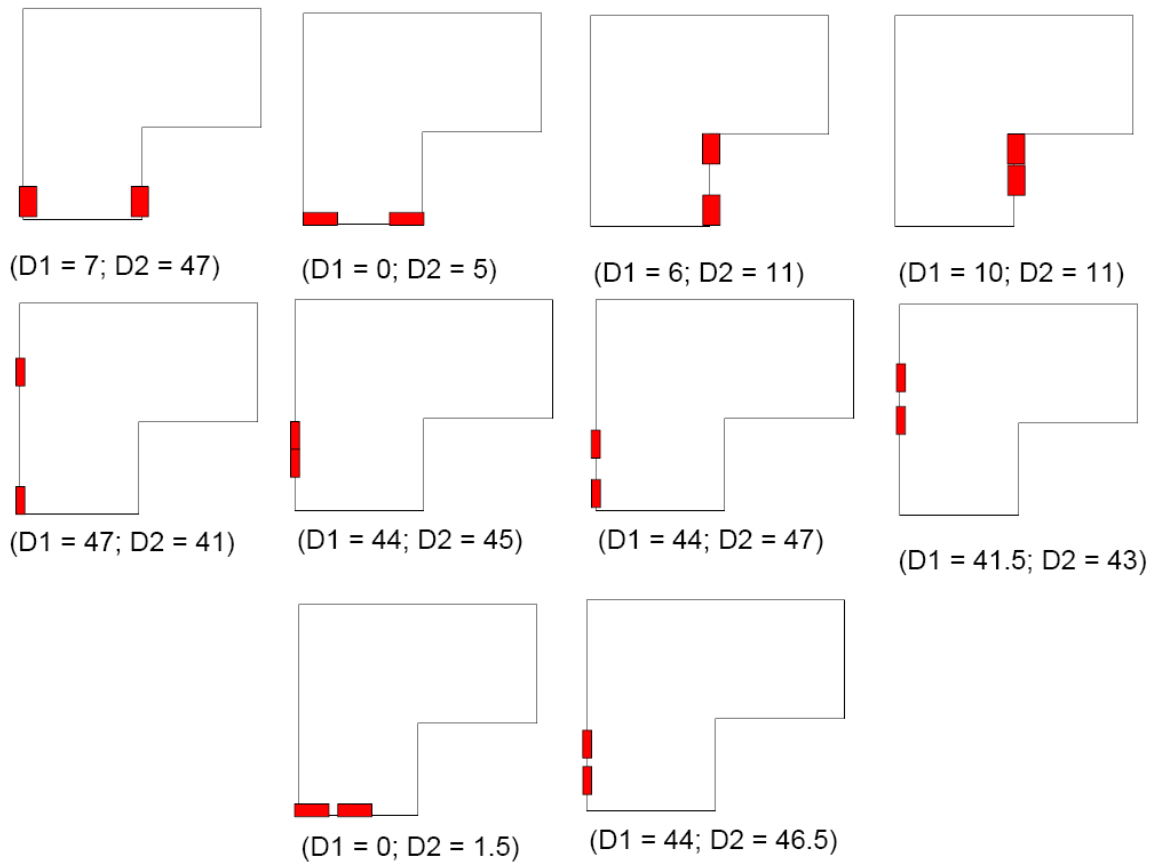 (D1 = 7; D2 = 47)
(D1 = 0; D2 = 5)
(D1 = 6; D2 = 11)
(D1 = 10; D2 = 11)
(D1 = 47; D2 = 41)
(D1 = 44; D2 = 45)
(D1 = 44; D2 = 47)
(D1 = 41.5; D2 = 43)
(D1 = 0; D2 = 1.5)
(D1 = 44; D2 = 46.5)